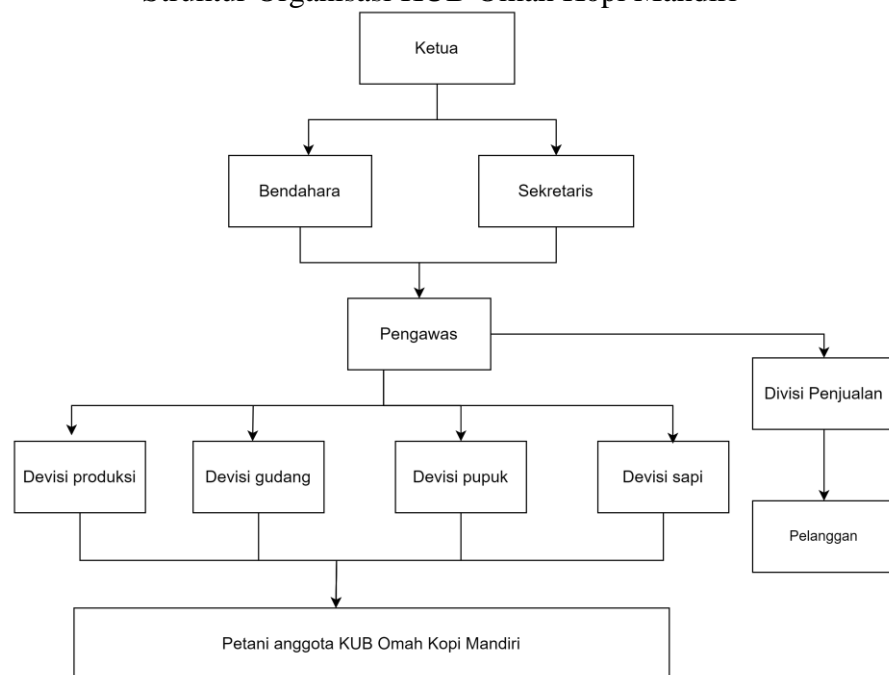 Struktur Organisasi KUB Omah Kopi Mandiri
Ketua
Bendahara
Sekretaris
Pengawas
Divisi Penjualan
Devisi produksi
Devisi gudang
Devisi pupuk
Devisi sapi
Pelanggan
Petani anggota KUB Omah Kopi Mandiri